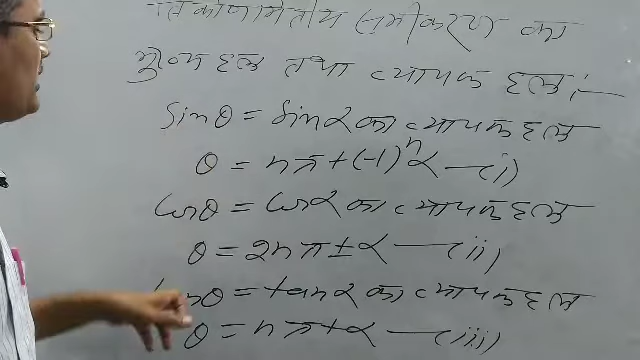 त्रिकोणमितीय समीकरण का
मुख्य हल तथा व्यापक हल :—
sinθ = sinα का व्यापक हल
θ = nπ + (-1)ⁿα —(i)
cosθ = cosα का व्यापक हल
θ = 2nπ ± α —(ii)
tanθ = tanα का व्यापक हल
θ = nπ + α —(iii)